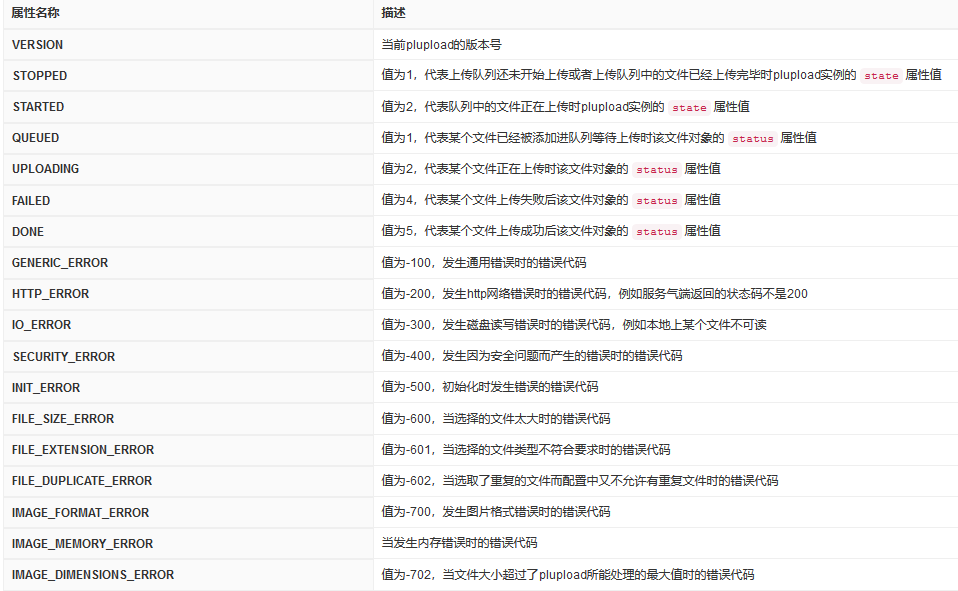 属性名称 描述
VERSION 当前plupload的版本号
STOPPED 值为1，代表上传队列还未开始上传或者上传队列中的文件已经上传完毕时plupload实例的 state 属性值
STARTED 值为2，代表队列中的文件正在上传时plupload实例的 state 属性值
QUEUED 值为1，代表某个文件已经被添加进队列等待上传时该文件对象的 status 属性值
UPLOADING 值为2，代表某个文件正在上传时该文件对象的 status 属性值
FAILED 值为4，代表某个文件上传失败后该文件对象的 status 属性值
DONE 值为5，代表某个文件上传成功后该文件对象的 status 属性值
GENERIC_ERROR 值为-100，发生通用错误时的错误代码
HTTP_ERROR 值为-200，发生http网络错误时的错误代码，例如服务气端返回的状态码不是200
IO_ERROR 值为-300，发生磁盘读写错误时的错误代码，例如本地上某个文件不可读
SECURITY_ERROR 值为-400，发生因为安全问题而产生的错误时的错误代码
INIT_ERROR 值为-500，初始化时发生错误的错误代码
FILE_SIZE_ERROR 值为-600，当选择的文件太大时的错误代码
FILE_EXTENSION_ERROR 值为-601，当选择的文件类型不符合要求时的错误代码
FILE_DUPLICATE_ERROR 值为-602，当选取了重复的文件而配置中又不允许有重复文件时的错误代码
IMAGE_FORMAT_ERROR 值为-700，发生图片格式错误时的错误代码
IMAGE_MEMORY_ERROR 当发生内存错误时的错误代码
IMAGE_DIMENSIONS_ERROR 值为-702，当文件大小超过了plupload所能处理的最大值时的错误代码